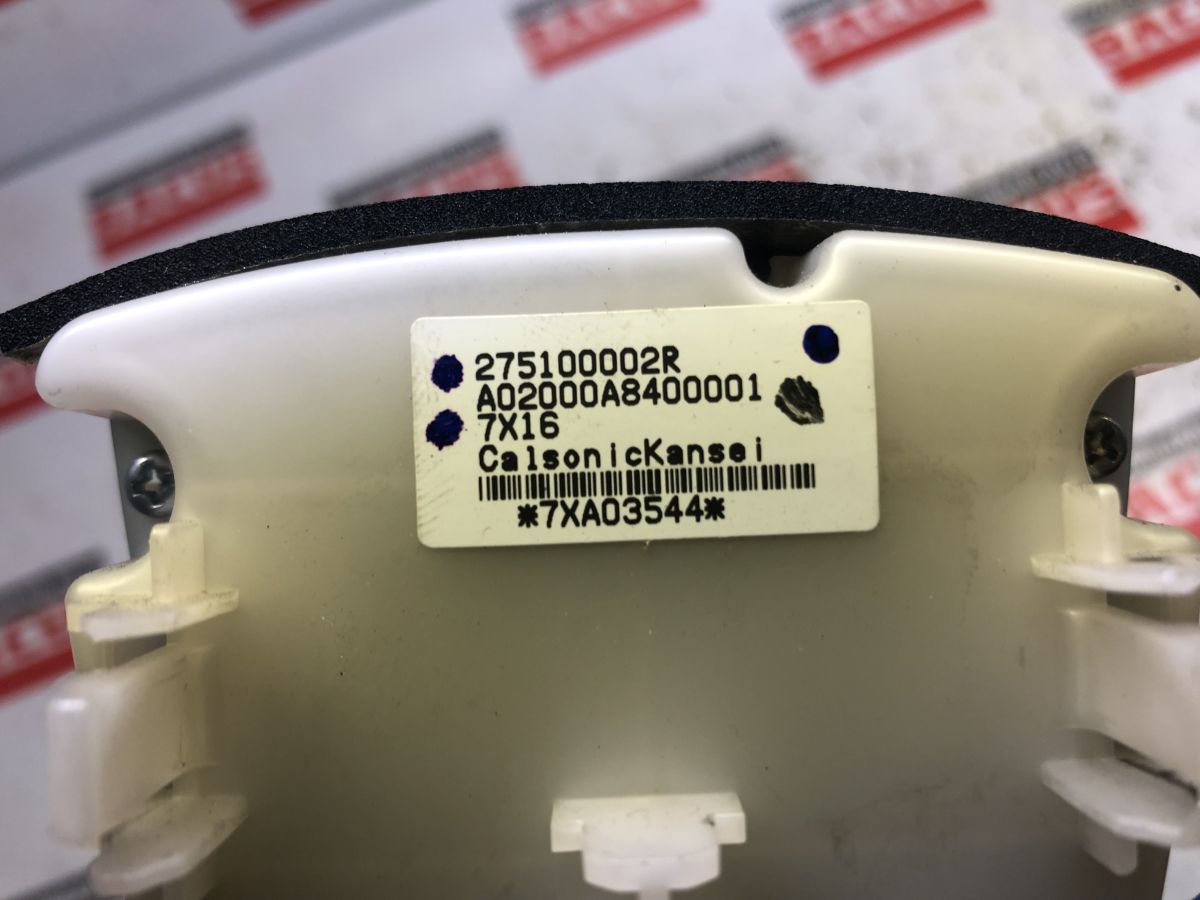 275100002R
A02000A8400001
7X16
CalsonicKansei
*7XA03544*